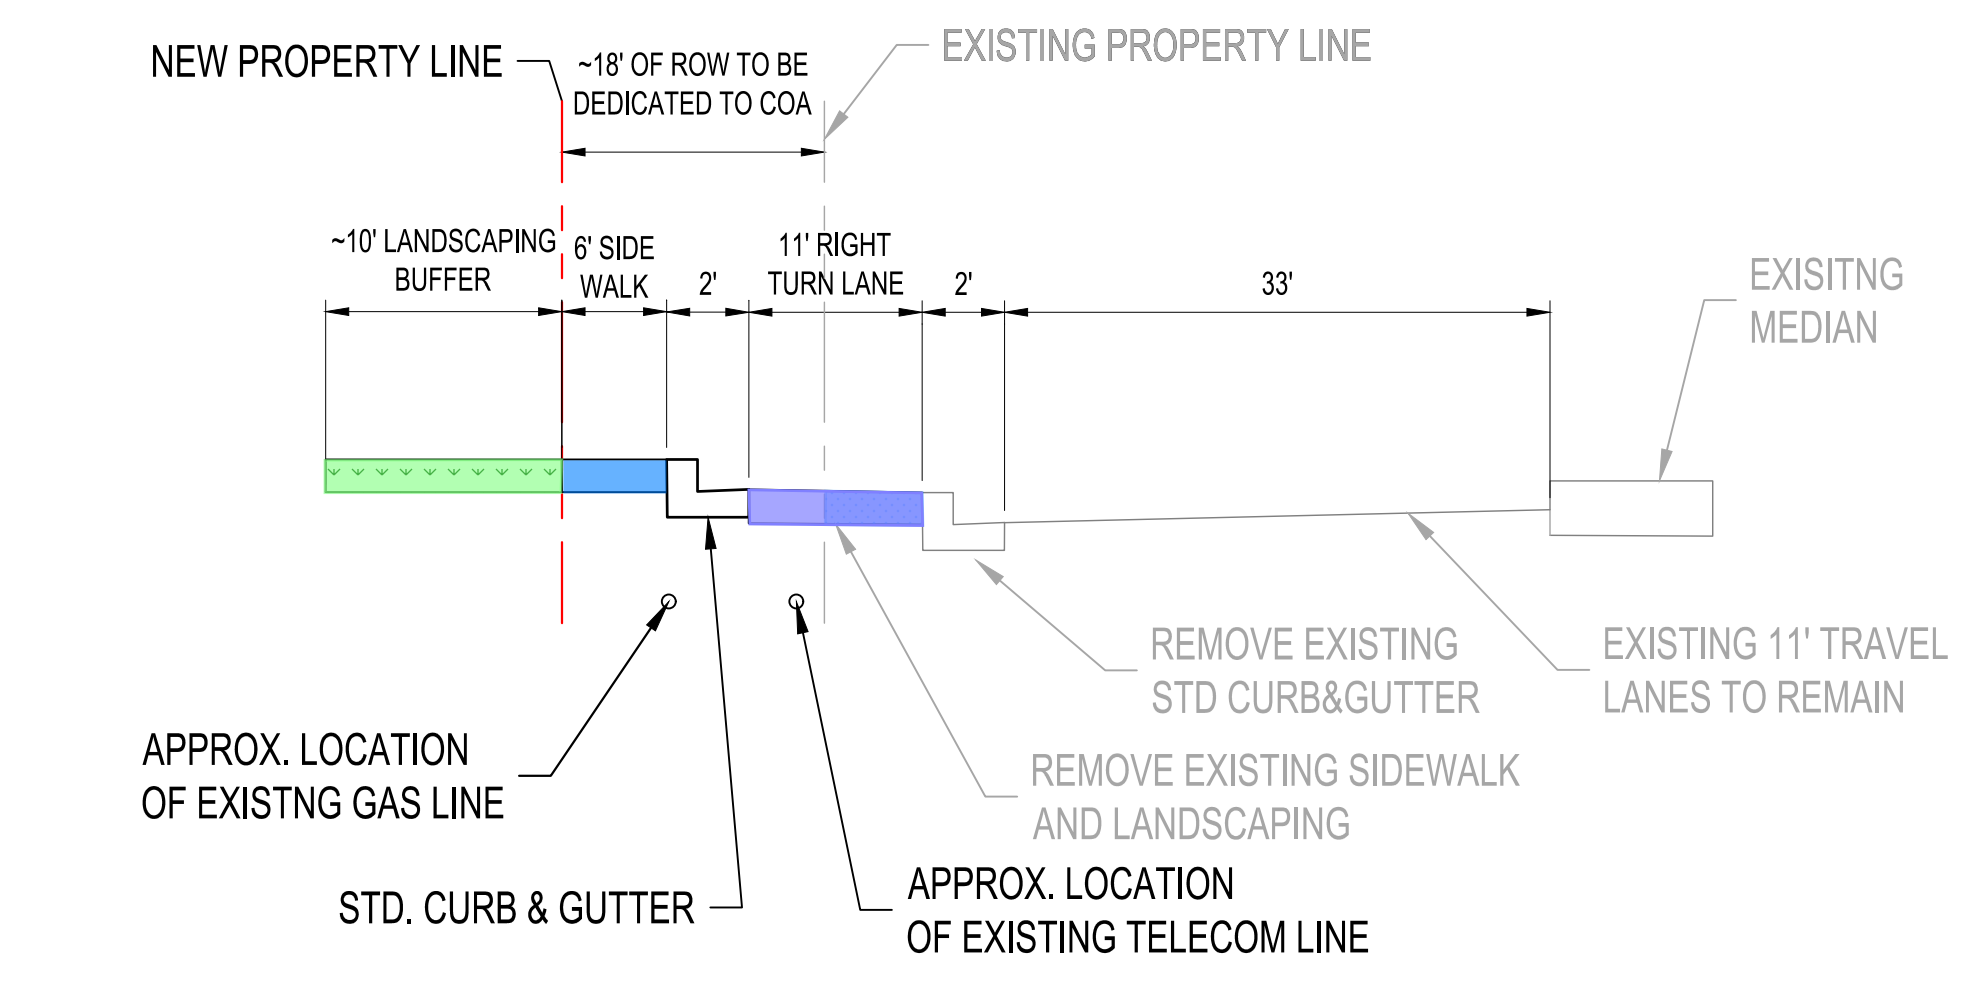 NEW PROPERTY LINE
~18' OF ROW TO BE
DEDICATED TO COA
EXISTING PROPERTY LINE
~10' LANDSCAPING
BUFFER
6' SIDE
WALK
2'
11' RIGHT
TURN LANE
2'
33'
EXISITNG
MEDIAN
REMOVE EXISTING
STD CURB&GUTTER
EXISTING 11' TRAVEL
LANES TO REMAIN
APPROX. LOCATION
OF EXISTNG GAS LINE
REMOVE EXISTING SIDEWALK
AND LANDSCAPING
STD. CURB & GUTTER
APPROX. LOCATION
OF EXISTING TELECOM LINE